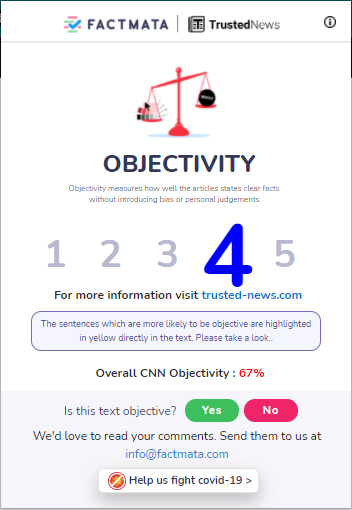 FACTMATA | TrustedNews
OBJECTIVITY
Objectivity measures how well the articles states clear facts
without introducing bias or personal judgements
1 2 3 4 5
For more information visit trusted-news.com
The sentences which are more likely to be objective are highlighted
in yellow directly in the text. Please take a look..
Overall CNN Objectivity : 67%
Is this text objective? Yes No
We'd love to read your comments. Send them to us at
info@factmata.com
Help us fight covid-19 >